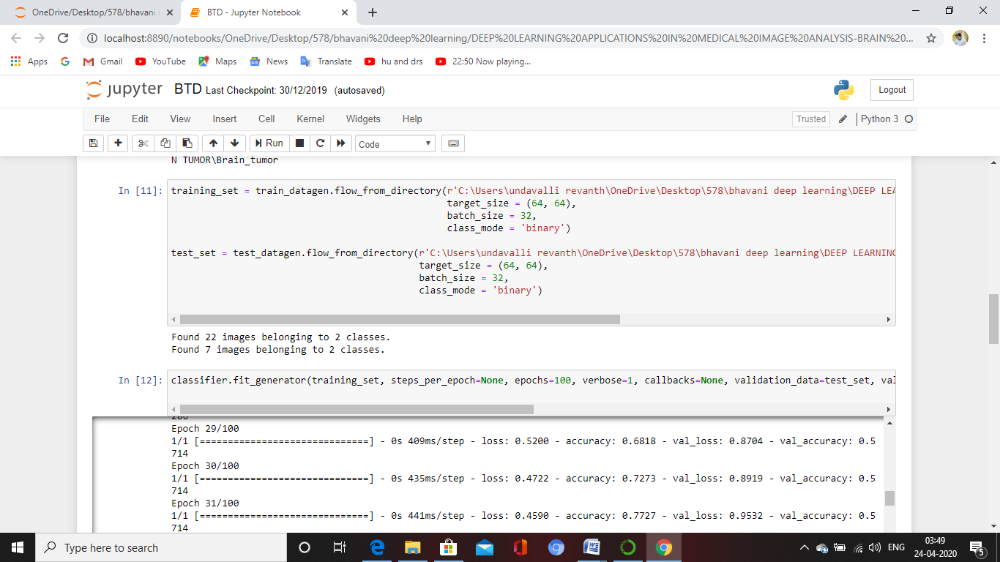 OneDrive/Desktop/578/bhavani
BTD - Jupyter Notebook
localhost:8890/notebooks/OneDrive/Desktop/578/bhavani%20deep%20learning/DEEP%20LEARNING%20APPLICATIONS%20IN%20MEDICAL%20IMAGE%20ANALYSIS-BRAIN%20...
Apps Gmail YouTube Maps News Translate hu and drs 22:50 Now playing...
jupyter BTD Last Checkpoint: 30/12/2019 (autosaved) Logout
File Edit View Insert Cell Kernel Widgets Help Trusted Python 3
Run Code
N TUMOR\Brain_tumor
In [11]: training_set = train_datagen.flow_from_directory(r'C:\Users\undavalli revanth\OneDrive\Desktop\578\bhavani deep learning\DEEP LEA
target_size = (64, 64),
batch_size = 32,
class_mode = 'binary')
test_set = test_datagen.flow_from_directory(r'C:\Users\undavalli revanth\OneDrive\Desktop\578\bhavani deep learning\DEEP LEARNING
target_size = (64, 64),
batch_size = 32,
class_mode = 'binary')
Found 22 images belonging to 2 classes.
Found 7 images belonging to 2 classes.
In [12]: classifier.fit_generator(training_set, steps_per_epoch=None, epochs=100, verbose=1, callbacks=None, validation_data=test_set, val
Epoch 29/100
1/1 [==============================] - 0s 409ms/step - loss: 0.5200 - accuracy: 0.6818 - val_loss: 0.8704 - val_accuracy: 0.5
714
Epoch 30/100
1/1 [==============================] - 0s 435ms/step - loss: 0.4722 - accuracy: 0.7273 - val_loss: 0.8919 - val_accuracy: 0.5
714
Epoch 31/100
1/1 [==============================] - 0s 441ms/step - loss: 0.4590 - accuracy: 0.7727 - val_loss: 0.9532 - val_accuracy: 0.5
714
Type here to search
ENG
03:49
24-04-2020
5